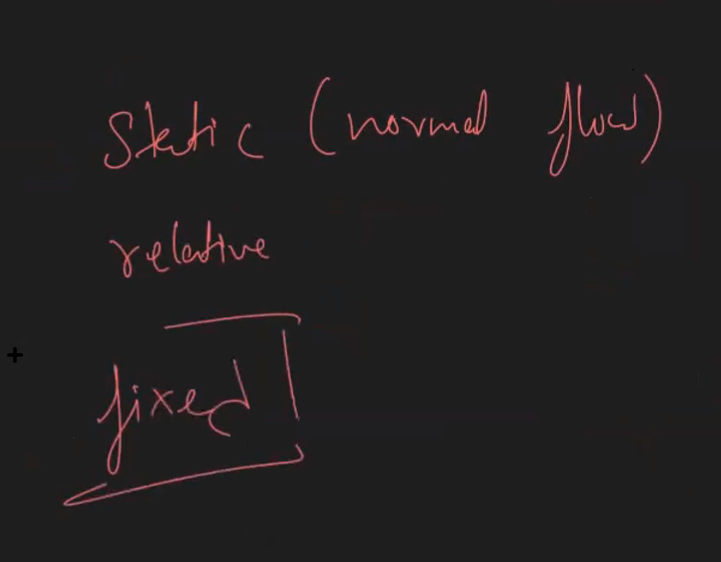 Static (normal flow)
relative
fixed